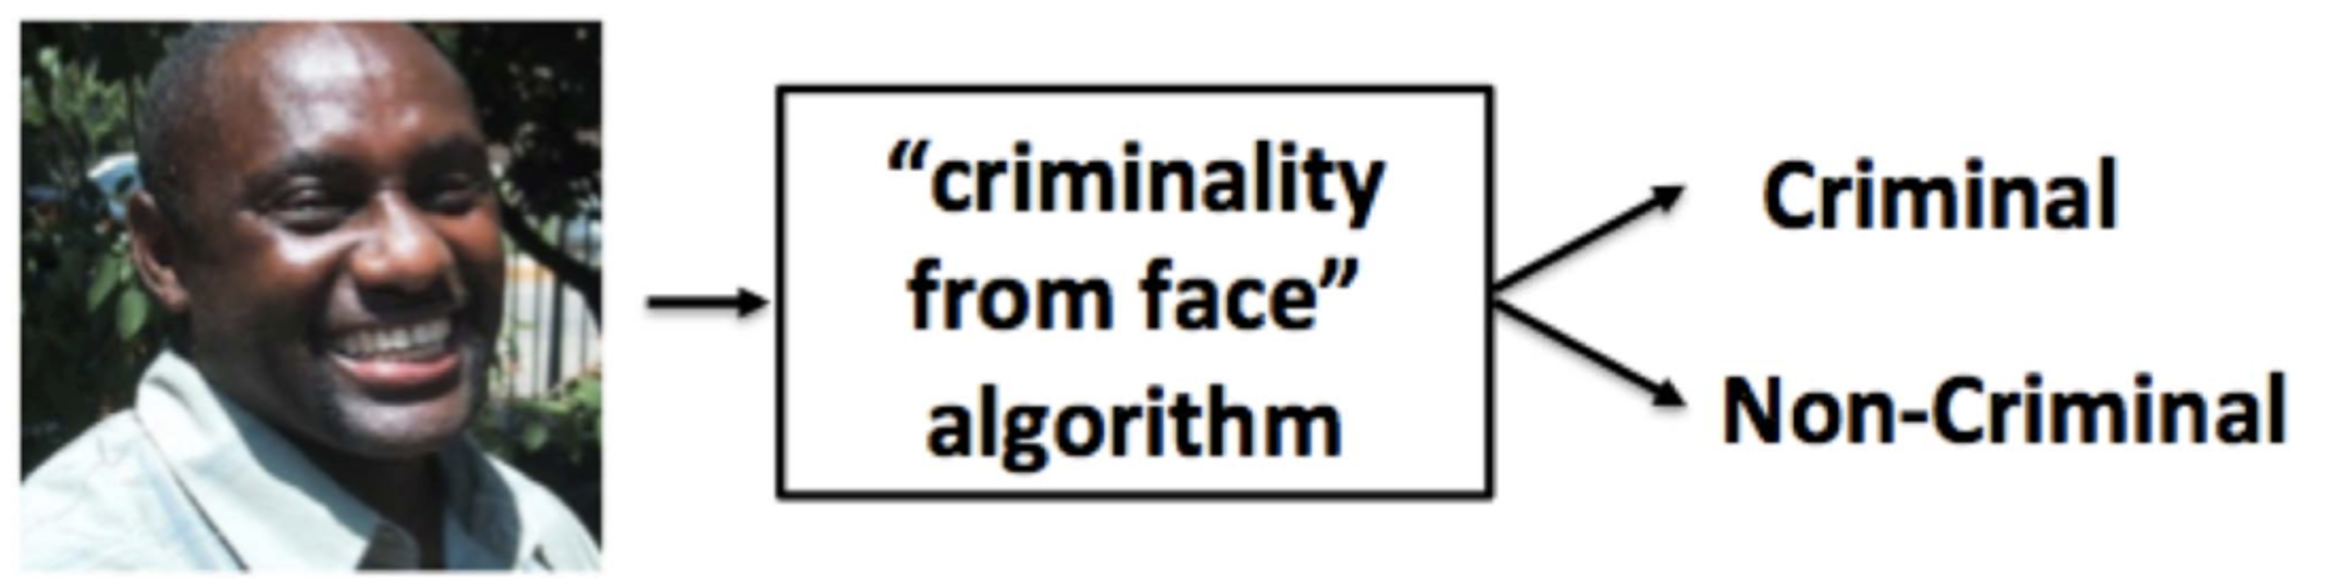 “criminality
from face”
algorithm
Criminal
Non-Criminal